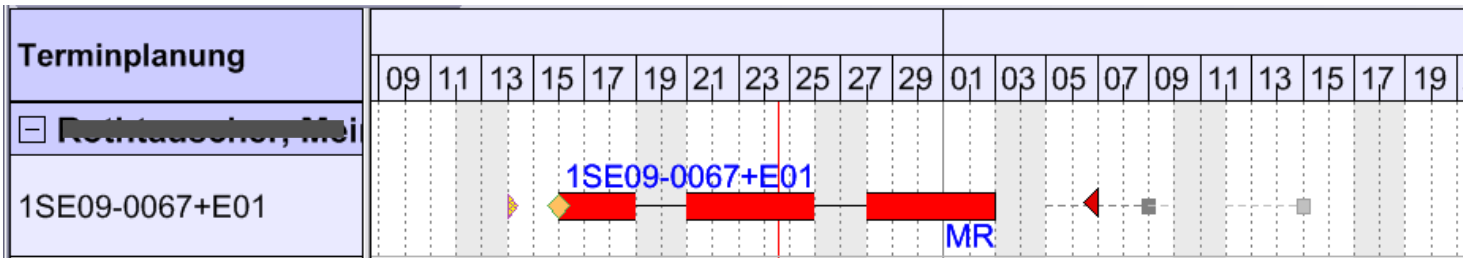 Terminplanung
09 11 13 15 17 19 21 23 25 27 29 01 03 05 07 09 11 13 15 17 19
1SE09-0067+E01
1SE09-0067+E01
MR